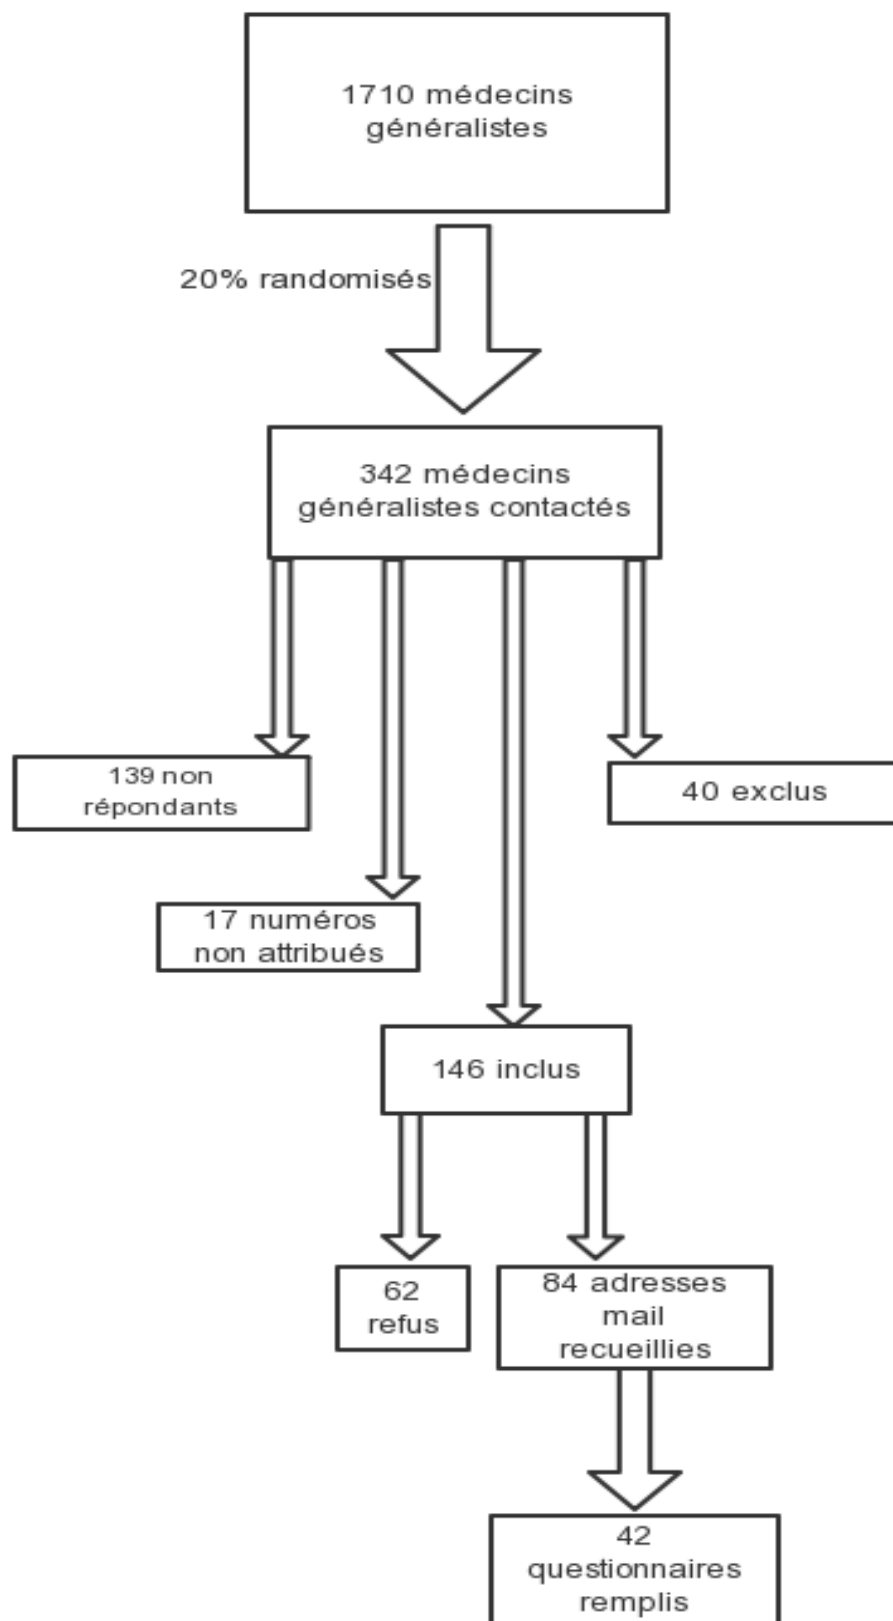 1710 médecins
généralistes
20% randomisés
342 médecins
généralistes contactés
139 non
répondants
40 exclus
17 numéros
non attribués
146 inclus
62
refus
84 adresses
mail
recueillies
42
questionnaires
remplis